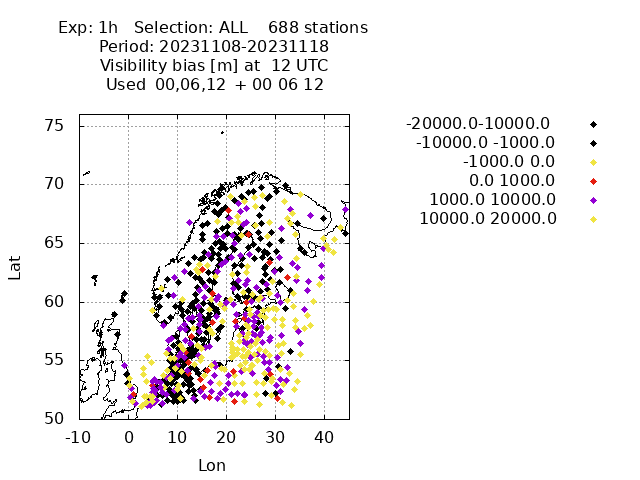 Exp: 1h Selection: ALL 688 stations
Period: 20231108-20231118
Visibility bias [m] at 12 UTC
Used 00,06,12 + 00 06 12
-20000.0-10000.0
-10000.0 -1000.0
-1000.0 0.0
0.0 1000.0
1000.0 10000.0
10000.0 20000.0
75
70
65
60
55
50
Lat
-10 0 10 20 30 40
Lon